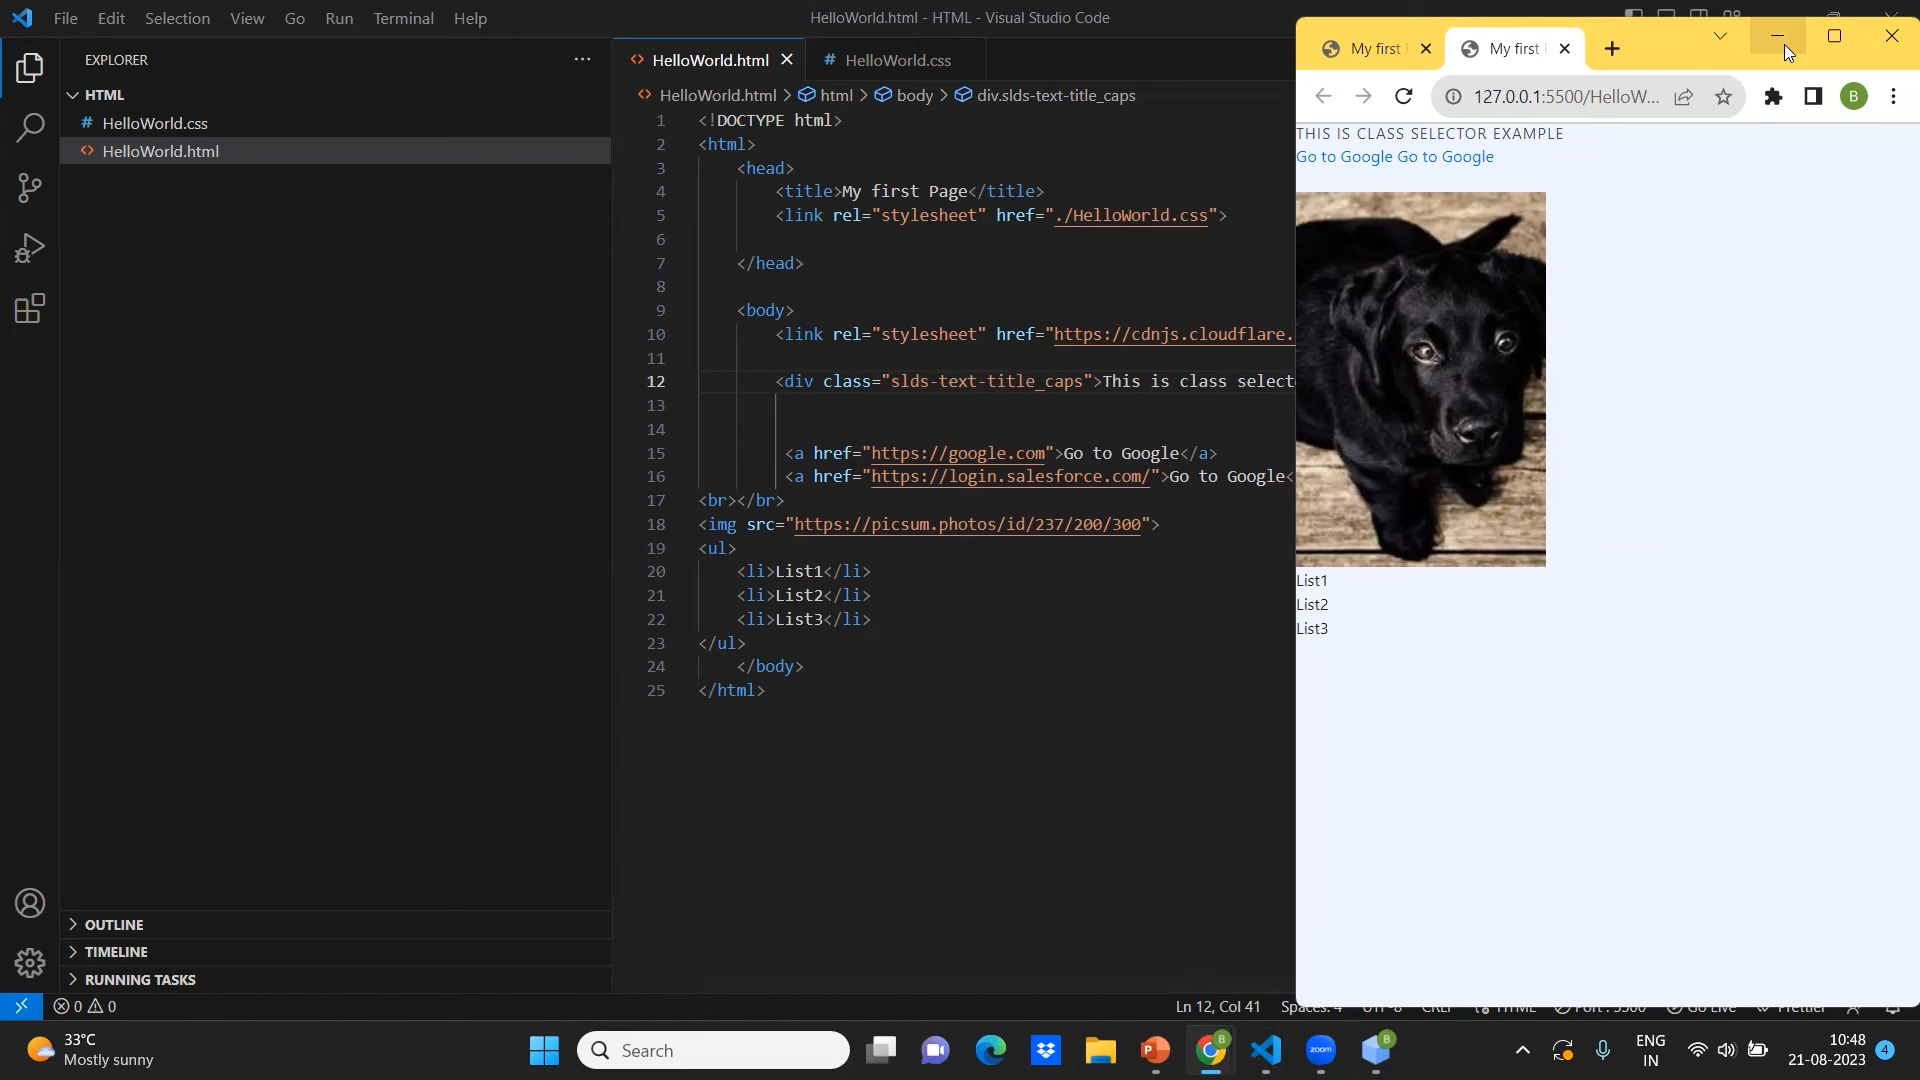 File Edit Selection View Go Run Terminal Help
HelloWorld.html - HTML - Visual Studio Code
EXPLORER
HTML
# HelloWorld.css
<> HelloWorld.html
OUTLINE
TIMELINE
RUNNING TASKS
<> HelloWorld.html
# HelloWorld.css
<> HelloWorld.html > html > body > div.slds-text-title_caps
1 <!DOCTYPE html>
2 <html>
3 <head>
4 <title>My first Page</title>
5 <link rel="stylesheet" href="./HelloWorld.css">
6
7 </head>
8
9 <body>
10 <link rel="stylesheet" href="https://cdnjs.cloudflare.
11
12 <div class="slds-text-title_caps">This is class select
13
14
15 <a href="https://google.com">Go to Google</a>
16 <a href="https://login.salesforce.com/">Go to Google<
17 <br></br>
18 <img src="https://picsum.photos/id/237/200/300">
19 <ul>
20 <li>List1</li>
21 <li>List2</li>
22 <li>List3</li>
23 </ul>
24 </body>
25 </html>
My first
My first
127.0.0.1:5500/HelloW...
B
THIS IS CLASS SELECTOR EXAMPLE
Go to Google Go to Google
List1
List2
List3
0 0
Ln 12, Col 41
33°C
Mostly sunny
Search
zoom
ENG
IN
10:48
21-08-2023
4